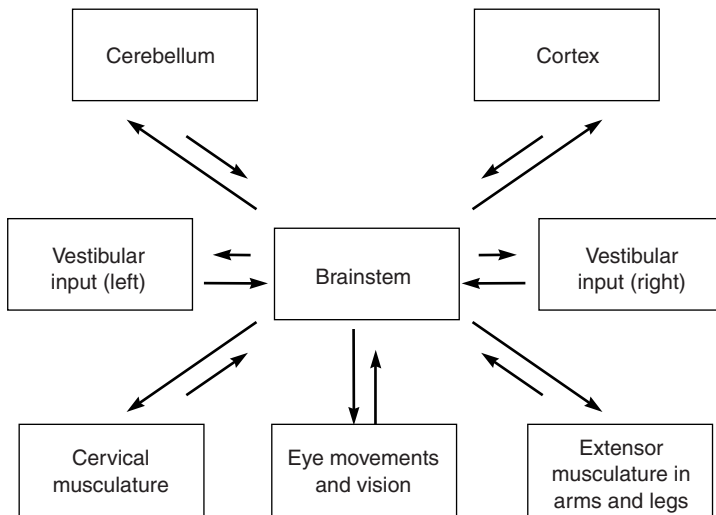 Cerebellum
Cortex
Vestibular
input (left)
Brainstem
Vestibular
input (right)
Cervical
musculature
Eye movements
and vision
Extensor
musculature in
arms and legs